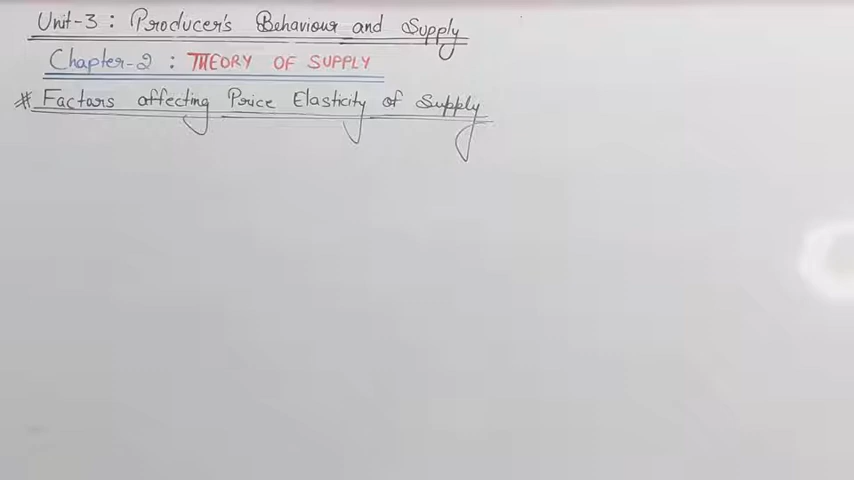 Unit-3 : Producer's Behaviour and Supply
Chapter-2 : THEORY OF SUPPLY
# Factors affecting Price Elasticity of Supply